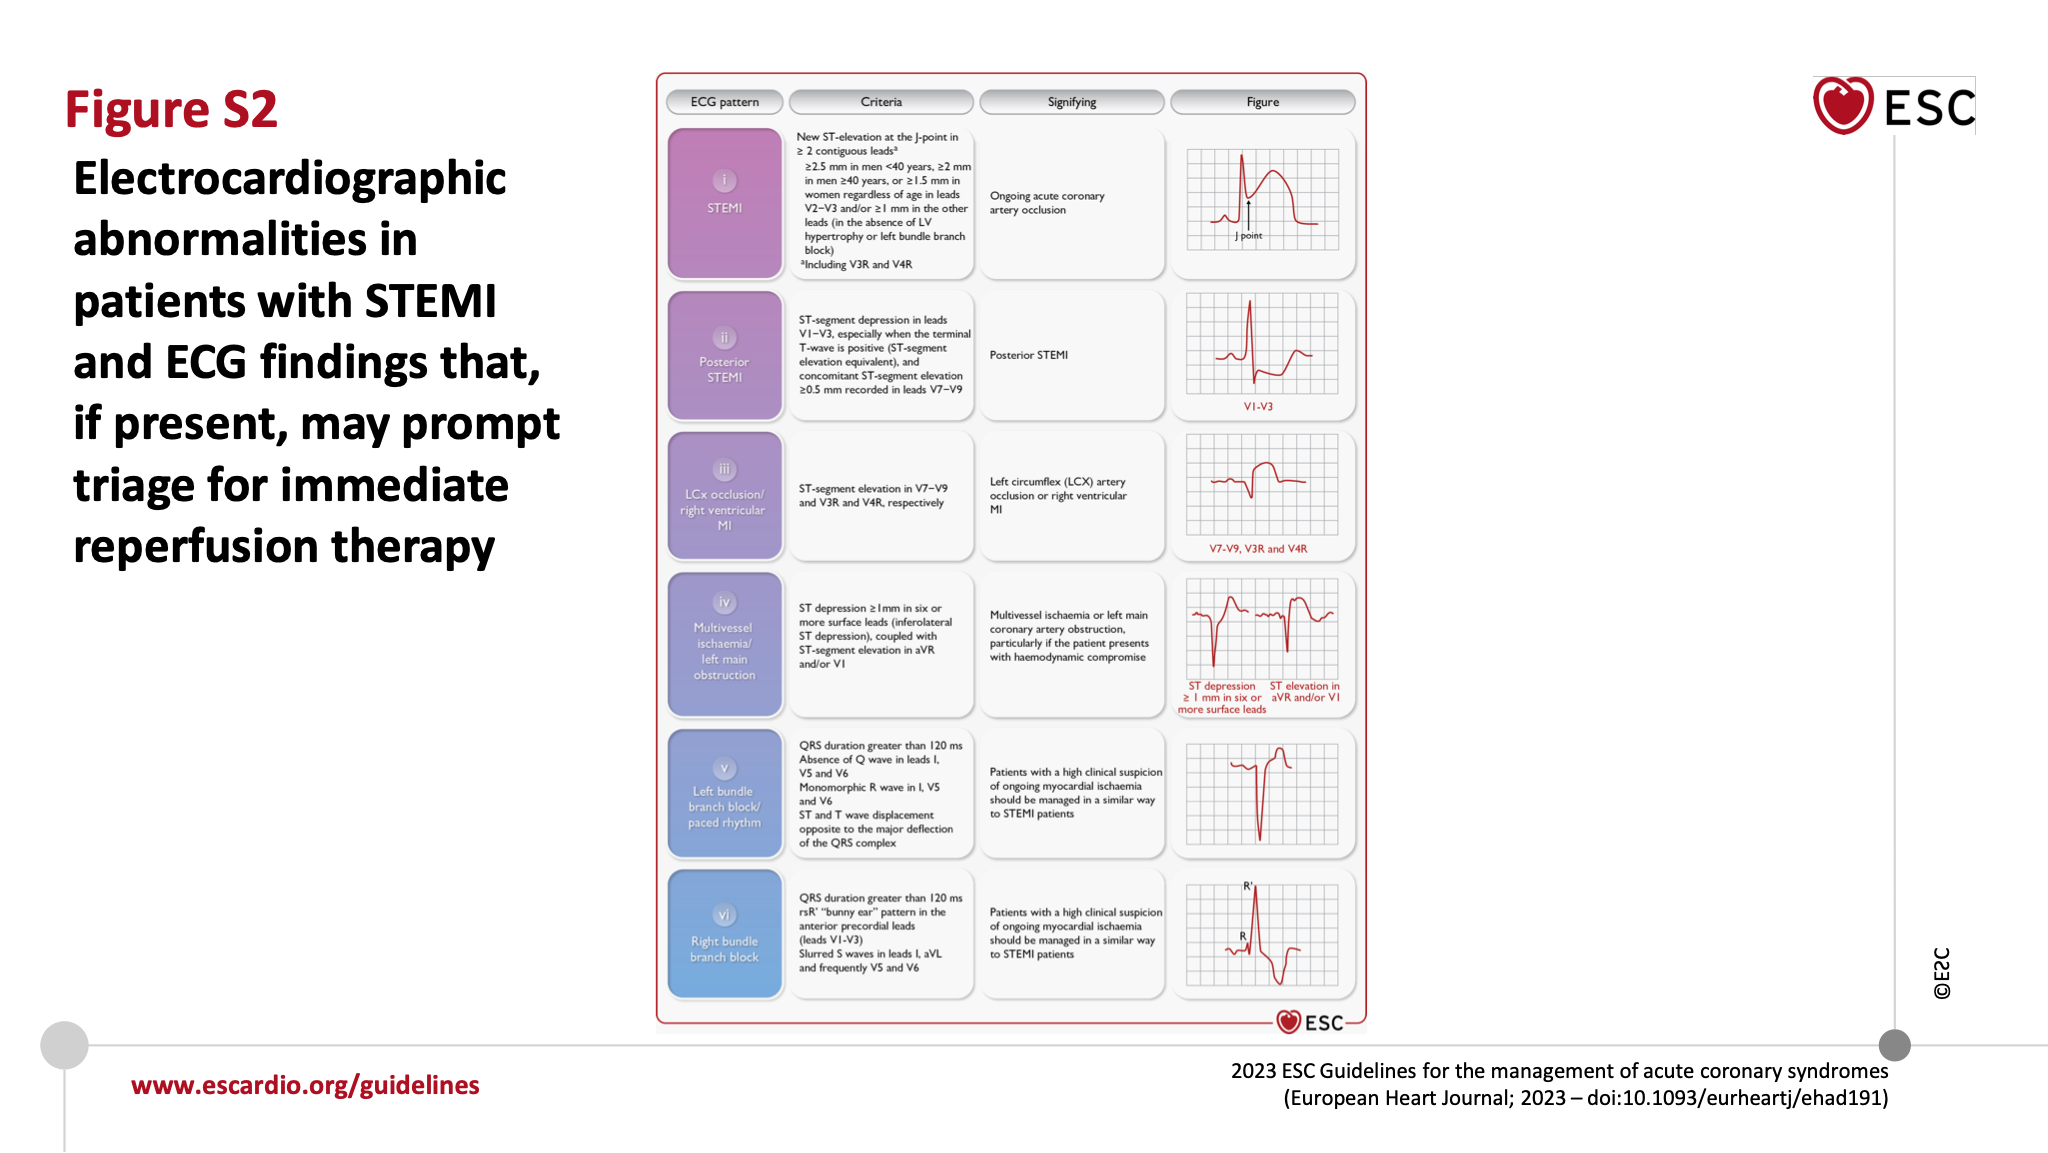 Figure S2
Electrocardiographic
abnormalities in
patients with STEMI
and ECG findings that,
if present, may prompt
triage for immediate
reperfusion therapy
ECG pattern
Criteria
Signifying
Figure
i
STEMI
New ST-elevation at the J-point in
≥ 2 contiguous leadsᵃ
≥2.5 mm in men <40 years, ≥2 mm
in men ≥40 years, or ≥1.5 mm in
women regardless of age in leads
V2–V3 and/or ≥1 mm in the other
leads (in the absence of LV
hypertrophy or left bundle branch
block)
ᵃIncluding V3R and V4R
Ongoing acute coronary
artery occlusion
J point
ii
Posterior
STEMI
ST-segment depression in leads
V1–V3, especially when the terminal
T-wave is positive (ST-segment
elevation equivalent), and
concomitant ST-segment elevation
≥0.5 mm recorded in leads V7–V9
Posterior STEMI
V1-V3
iii
LCx occlusion/
right ventricular
MI
ST-segment elevation in V7–V9
and V3R and V4R, respectively
Left circumflex (LCX) artery
occlusion or right ventricular
MI
V7-V9, V3R and V4R
iv
Multivessel
ischaemia/
left main
obstruction
ST depression ≥1mm in six or
more surface leads (inferolateral
ST depression), coupled with
ST-segment elevation in aVR
and/or V1
Multivessel ischaemia or left main
coronary artery obstruction,
particularly if the patient presents
with haemodynamic compromise
ST depression
≥ 1 mm in six or
more surface leads
ST elevation in
aVR and/or V1
v
Left bundle
branch block/
paced rhythm
QRS duration greater than 120 ms
Absence of Q wave in leads I,
V5 and V6
Monomorphic R wave in I, V5
and V6
ST and T wave displacement
opposite to the major deflection
of the QRS complex
Patients with a high clinical suspicion
of ongoing myocardial ischaemia
should be managed in a similar way
to STEMI patients
vi
Right bundle
branch block
QRS duration greater than 120 ms
rsR' "bunny ear" pattern in the
anterior precordial leads
(leads V1-V3)
Slurred S waves in leads I, aVL
and frequently V5 and V6
Patients with a high clinical suspicion
of ongoing myocardial ischaemia
should be managed in a similar way
to STEMI patients
R'
R
ESC
ESC
©ESC
www.escardio.org/guidelines
2023 ESC Guidelines for the management of acute coronary syndromes
(European Heart Journal; 2023 – doi:10.1093/eurheartj/ehad191)